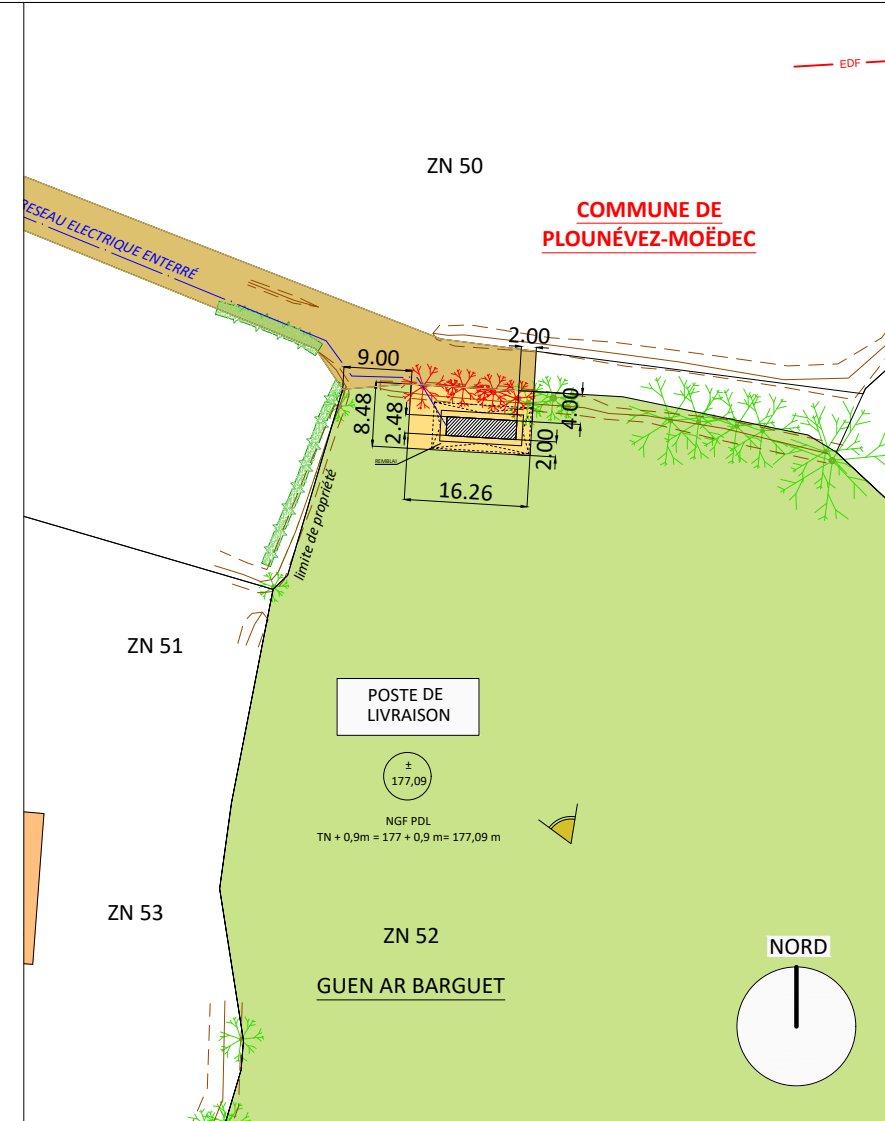 EDF
ZN 50
COMMUNE DE
PLOUNÉVEZ-MOËDEC
RESEAU ELECTRIQUE ENTERRÉ
2.00
9.00
8.48
2.48
4.00
2.00
REMBLAI
16.26
limite de propriété
ZN 51
POSTE DE
LIVRAISON
±
177,09
NGF PDL
TN + 0,9m = 177 + 0,9 m= 177,09 m
ZN 53
ZN 52
NORD
GUEN AR BARGUET